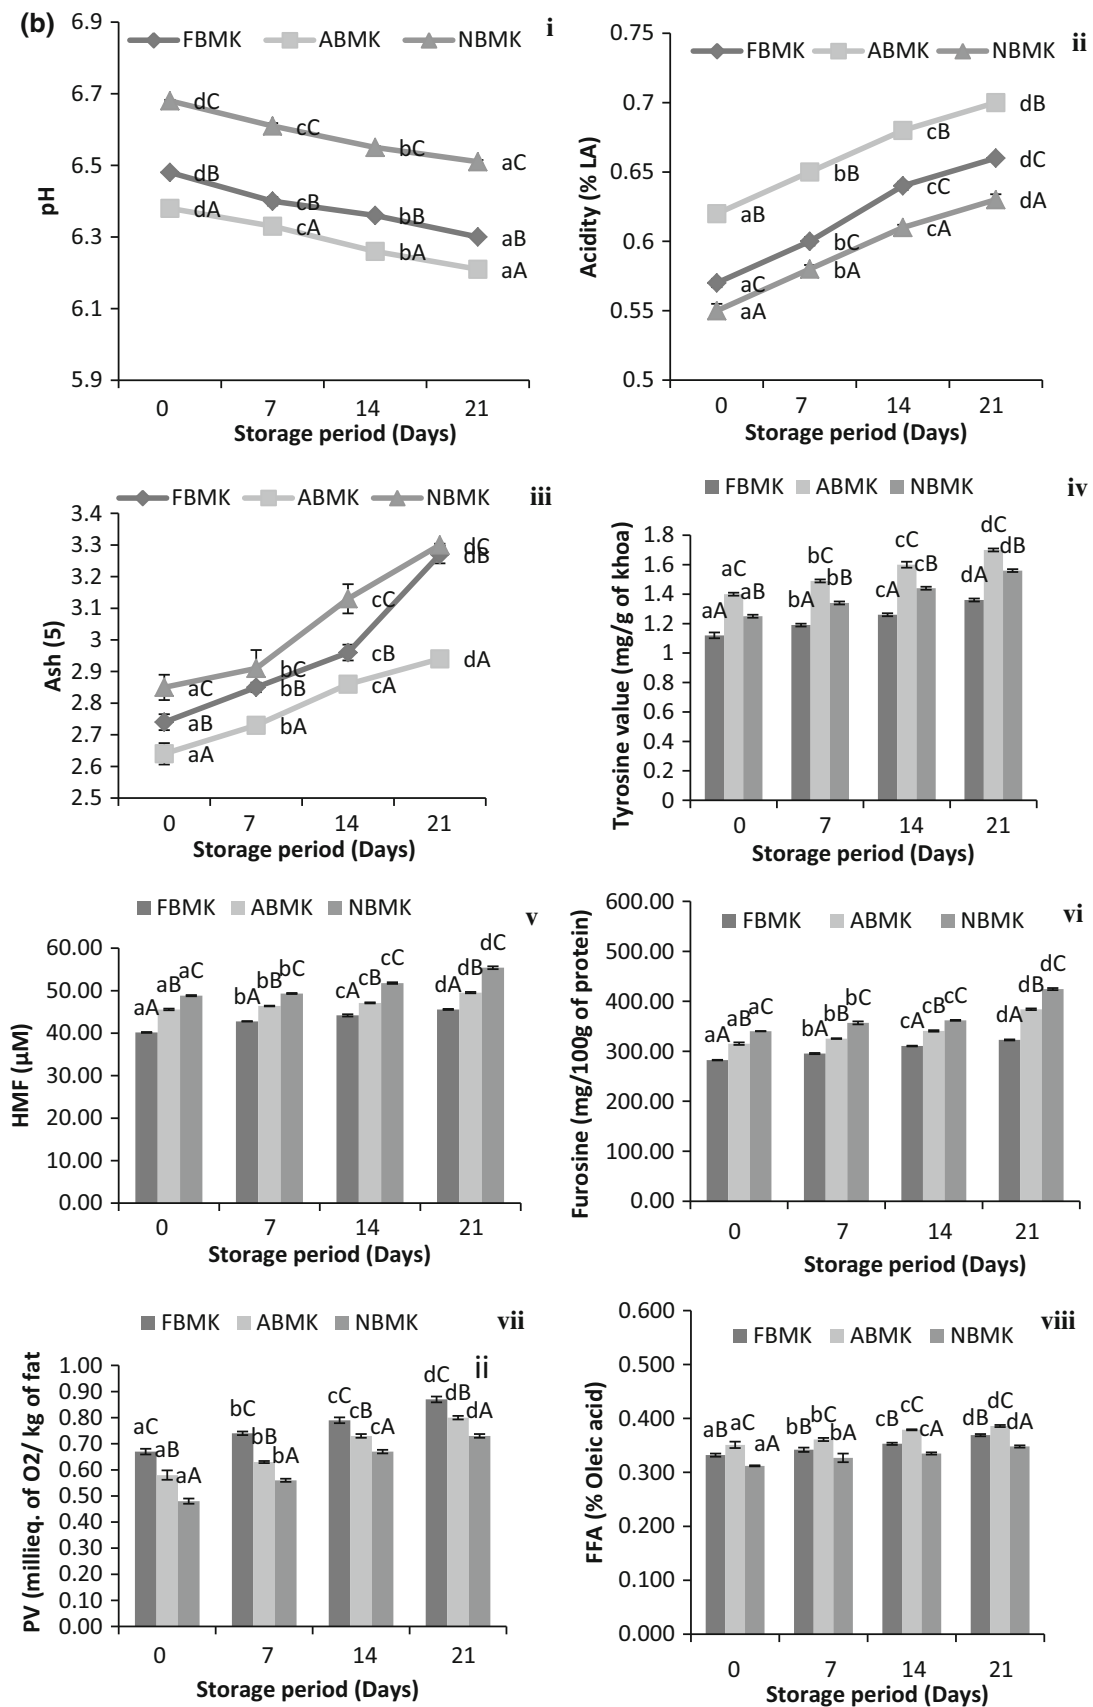 (b)
6.9
FBMK ABMK NBMK i
6.7
6.5
6.3
6.1
5.9
pH
dC cC bC aC
dB cB bB aB
dA cA bA aA
0 7 14 21
Storage period (Days)
0.75
FBMK ABMK NBMK ii
0.7
0.65
0.6
0.55
0.5
Acidity (% LA)
aB bB cB dB
aC bC cC dC
aA bA cA dA
0 7 14 21
Storage period (Days)
FBMK ABMK NBMK iii
3.4
3.3
3.2
3.1
3
2.9
2.8
2.7
2.6
2.5
Ash (5)
aC bC cC dC
aB bB cB dB
aA bA cA dA
0 7 14 21
Storage period (Days)
FBMK ABMK NBMK iv
1.8
1.6
1.4
1.2
1
0.8
0.6
0.4
0.2
0
Tyrosine value (mg/g of khoa)
aA aC aB bA bC bB cA cC cB dA dC dB
0 7 14 21
Storage period (Days)
FBMK ABMK NBMK v
60.00
50.00
40.00
30.00
20.00
10.00
0.00
HMF (µM)
aA aB aC bA bB bC cA cB cC dA dB dC
0 7 14 21
Storage period (Days)
600.00
FBMK ABMK NBMK vi
500.00
400.00
300.00
200.00
100.00
0.00
Furosine (mg/100g of protein)
aA aB aC bA bB bC cA cB cC dA dB dC
0 7 14 21
Storage period (Days)
FBMK ABMK NBMK vii
ii
1.00
0.90
0.80
0.70
0.60
0.50
0.40
0.30
0.20
0.10
0.00
PV (millieq. of O2/ kg of fat
aC aB aA bC bB bA cC cB cA dC dB dA
0 7 14 21
Storage period (Days)
0.600
FBMK ABMK NBMK viii
0.500
0.400
0.300
0.200
0.100
0.000
FFA (% Oleic acid)
aB aC aA bB bC bA cB cC cA dB dC dA
0 7 14 21
Storage period (Days)